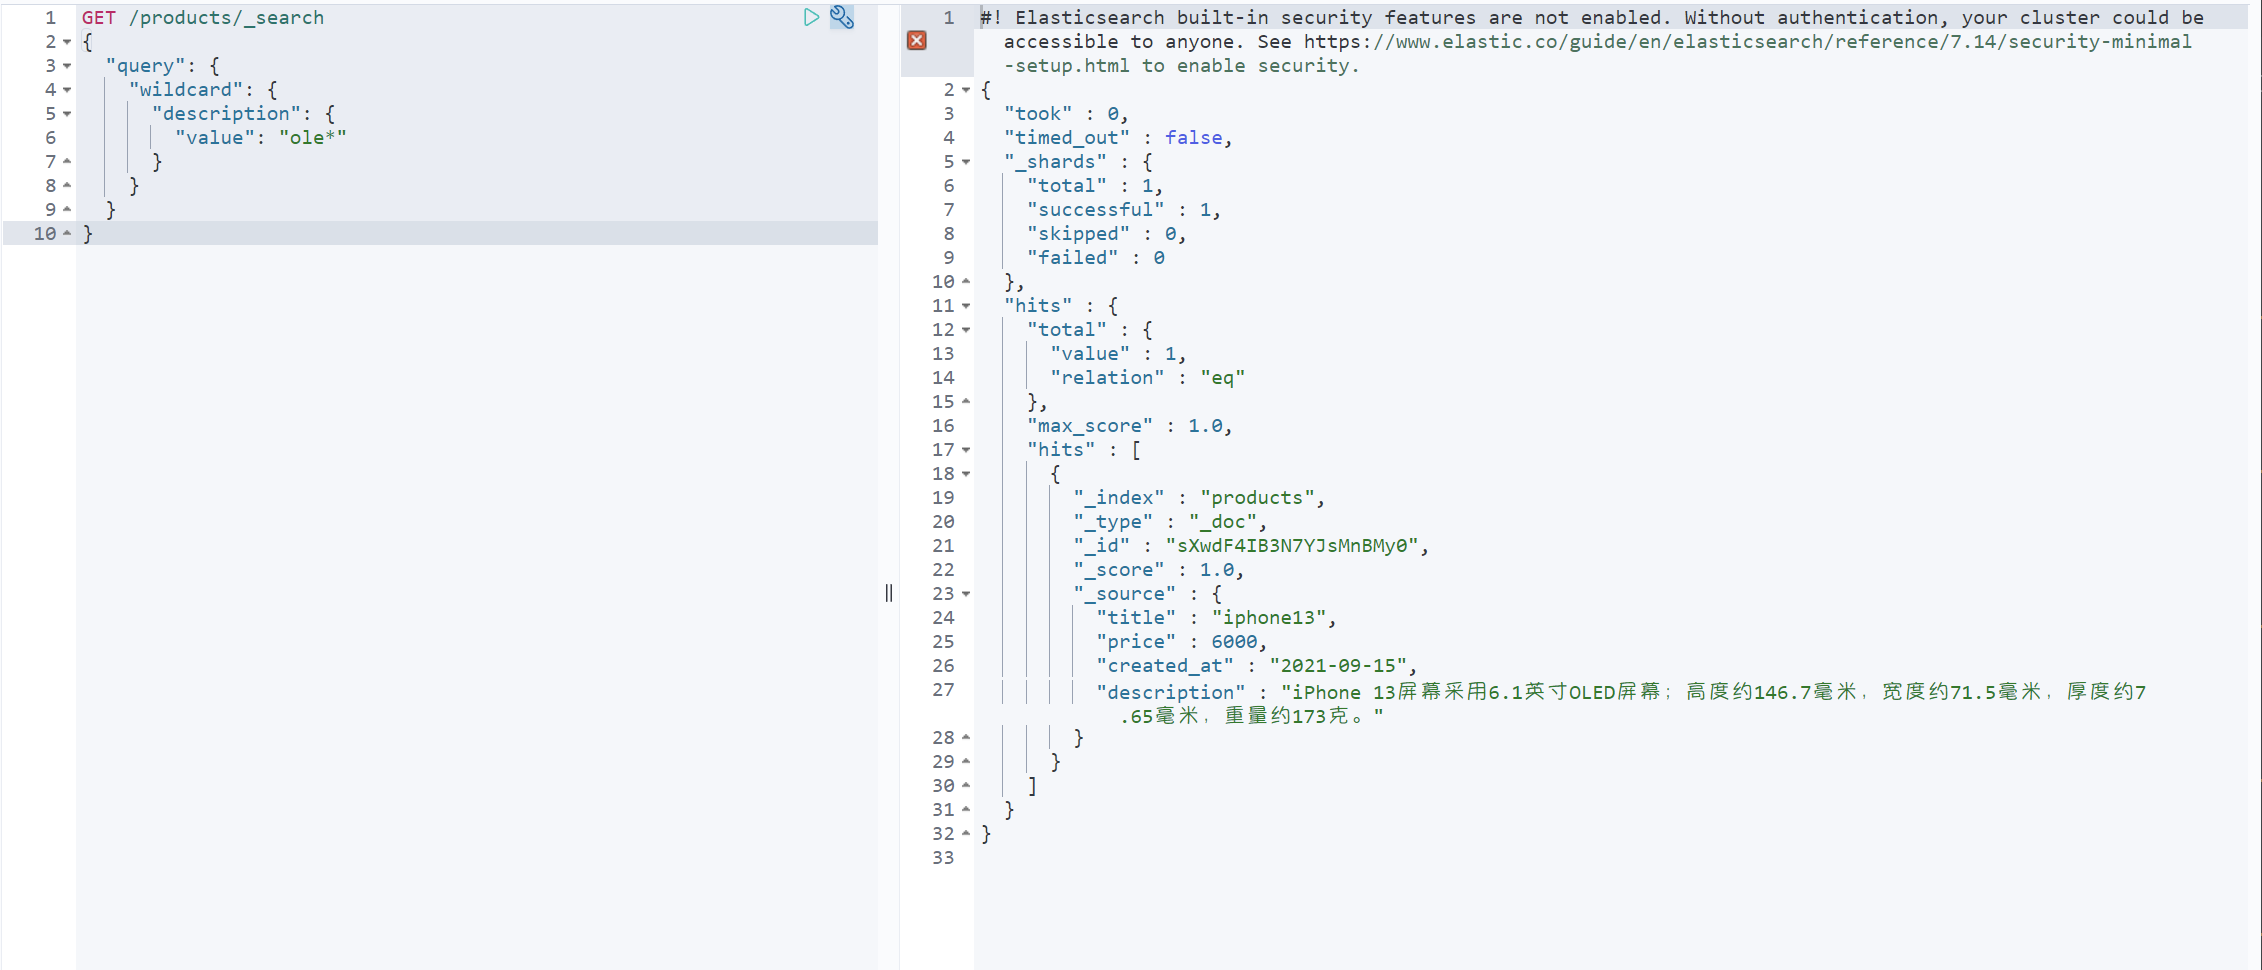 1 GET /products/_search
2 {
3 "query": {
4 "wildcard": {
5 "description": {
6 "value": "ole*"
7 }
8 }
9 }
10 }
1 #! Elasticsearch built-in security features are not enabled. Without authentication, your cluster could be
accessible to anyone. See https://www.elastic.co/guide/en/elasticsearch/reference/7.14/security-minimal
-setup.html to enable security.
2 {
3 "took" : 0,
4 "timed_out" : false,
5 "_shards" : {
6 "total" : 1,
7 "successful" : 1,
8 "skipped" : 0,
9 "failed" : 0
10 },
11 "hits" : {
12 "total" : {
13 "value" : 1,
14 "relation" : "eq"
15 },
16 "max_score" : 1.0,
17 "hits" : [
18 {
19 "_index" : "products",
20 "_type" : "_doc",
21 "_id" : "sXwdF4IB3N7YJsMnBMy0",
22 "_score" : 1.0,
23 "_source" : {
24 "title" : "iphone13",
25 "price" : 6000,
26 "created_at" : "2021-09-15",
27 "description" : "iPhone 13屏幕采用6.1英寸OLED屏幕；高度约146.7毫米，宽度约71.5毫米，厚度约7
.65毫米，重量约173克。"
28 }
29 }
30 ]
31 }
32 }
33